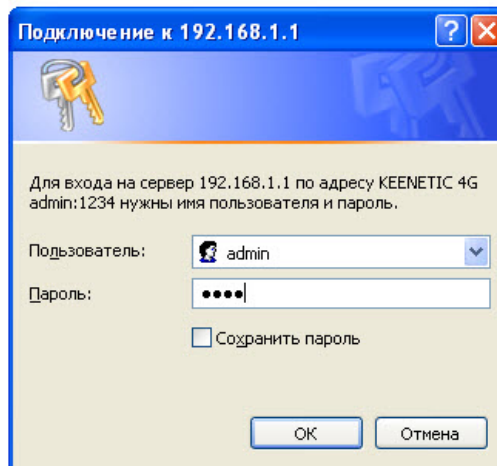 Подключение к 192.168.1.1
Для входа на сервер 192.168.1.1 по адресу KEENETIC 4G
admin:1234 нужны имя пользователя и пароль.
Пользователь:
admin
Пароль:
••••
Сохранить пароль
ОК
Отмена